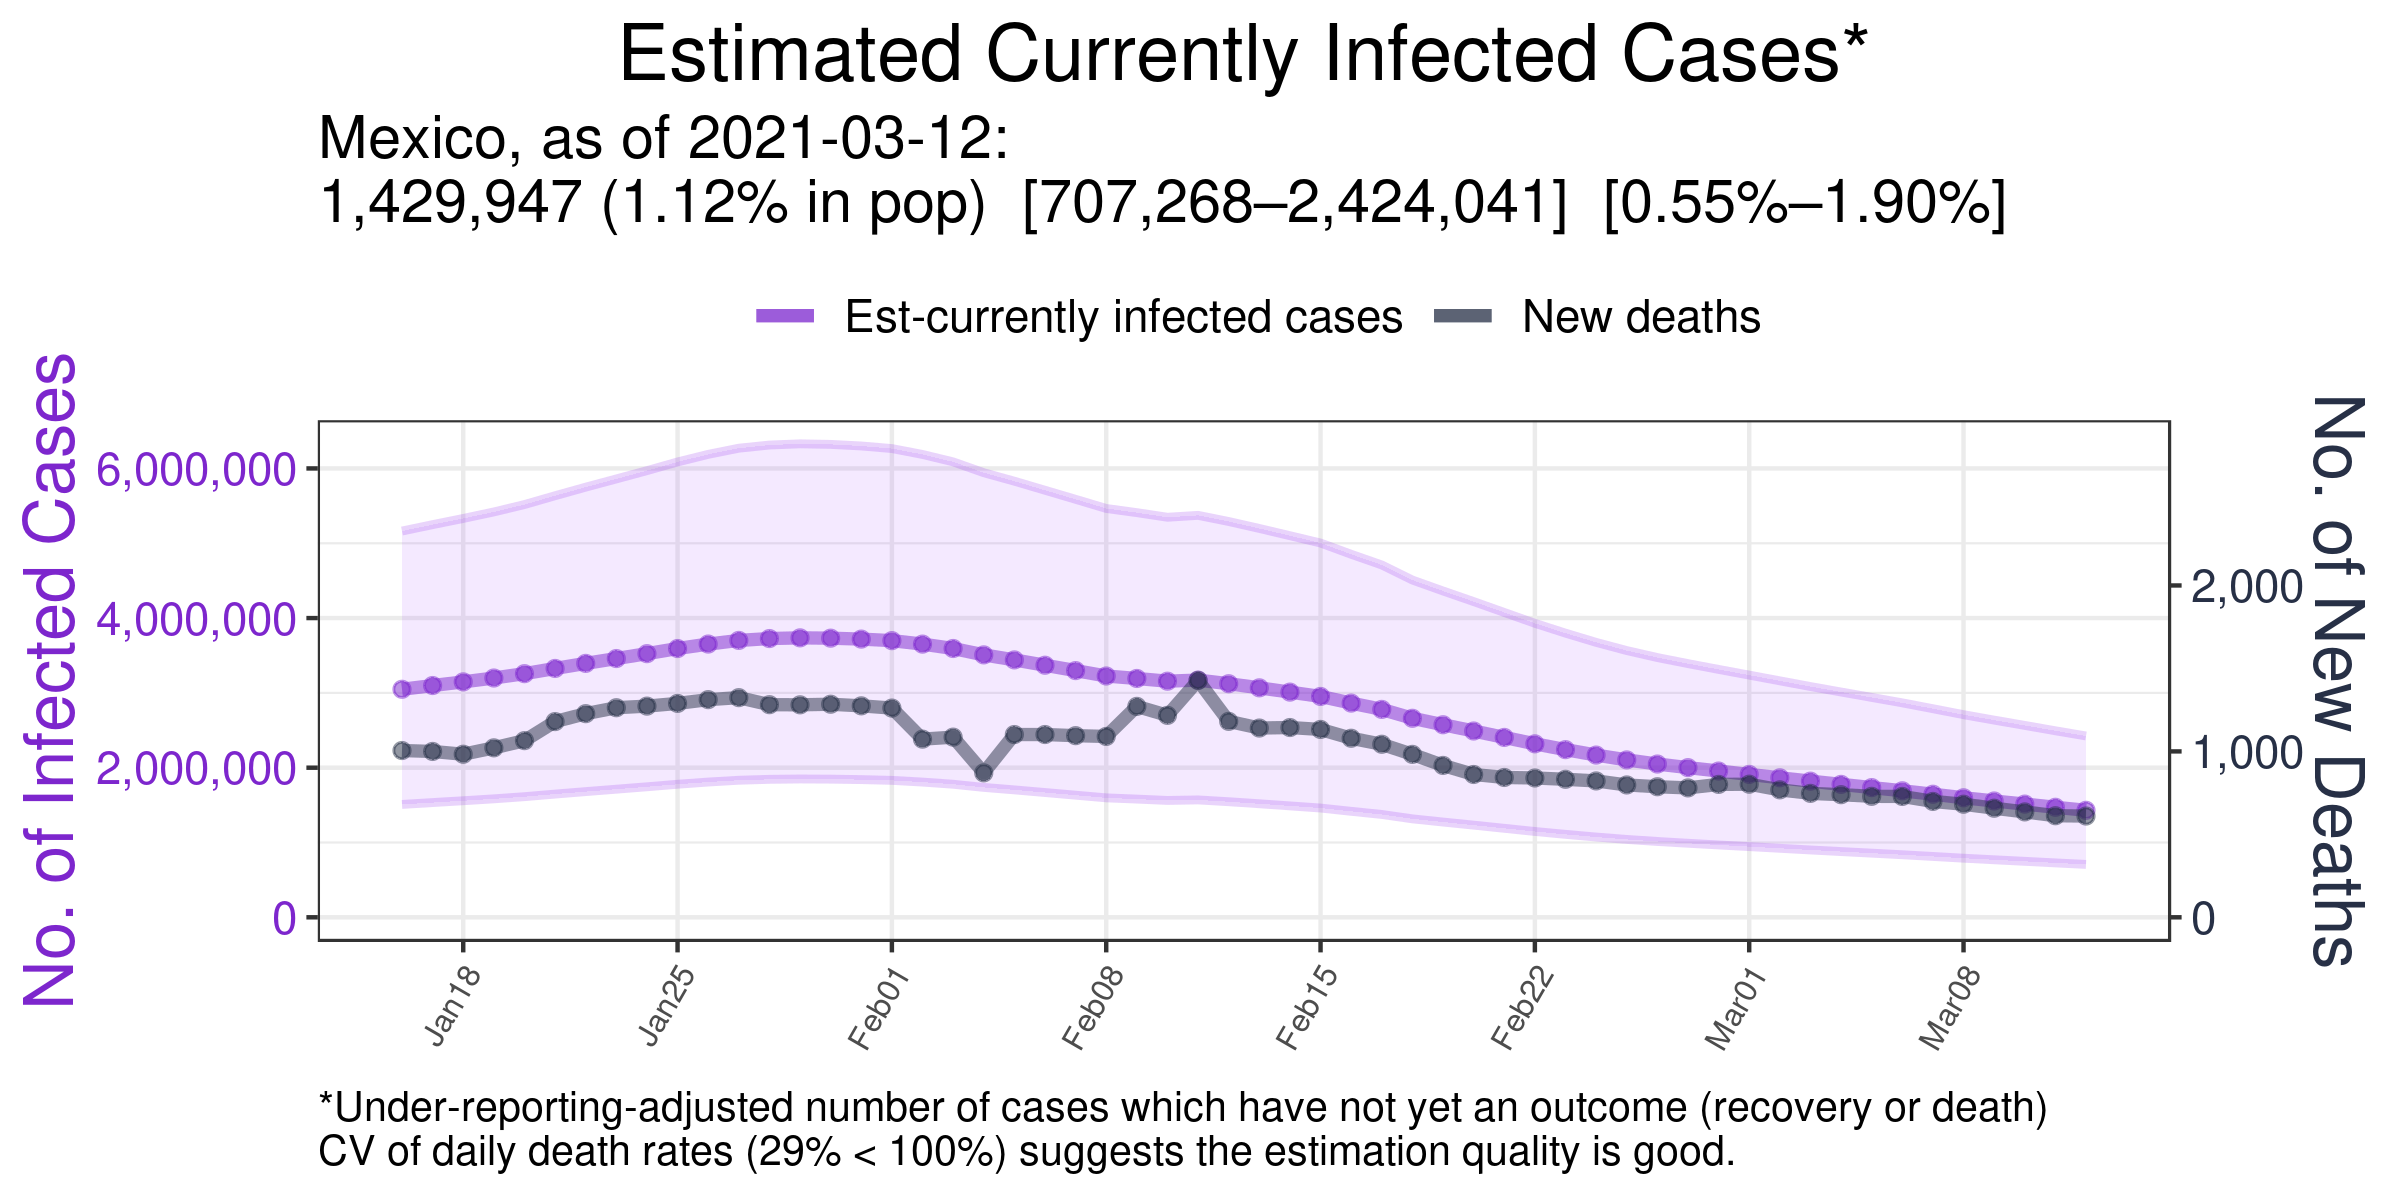 Estimated Currently Infected Cases*
Mexico, as of 2021-03-12:
1,429,947 (1.12% in pop)  [707,268–2,424,041]  [0.55%–1.90%]
Est-currently infected cases
New deaths
No. of Infected Cases
6,000,000
4,000,000
2,000,000
0
2,000
1,000
0
No. of New Deaths
Jan18
Jan25
Feb01
Feb08
Feb15
Feb22
Mar01
Mar08
*Under-reporting-adjusted number of cases which have not yet an outcome (recovery or death)
CV of daily death rates (29% < 100%) suggests the estimation quality is good.